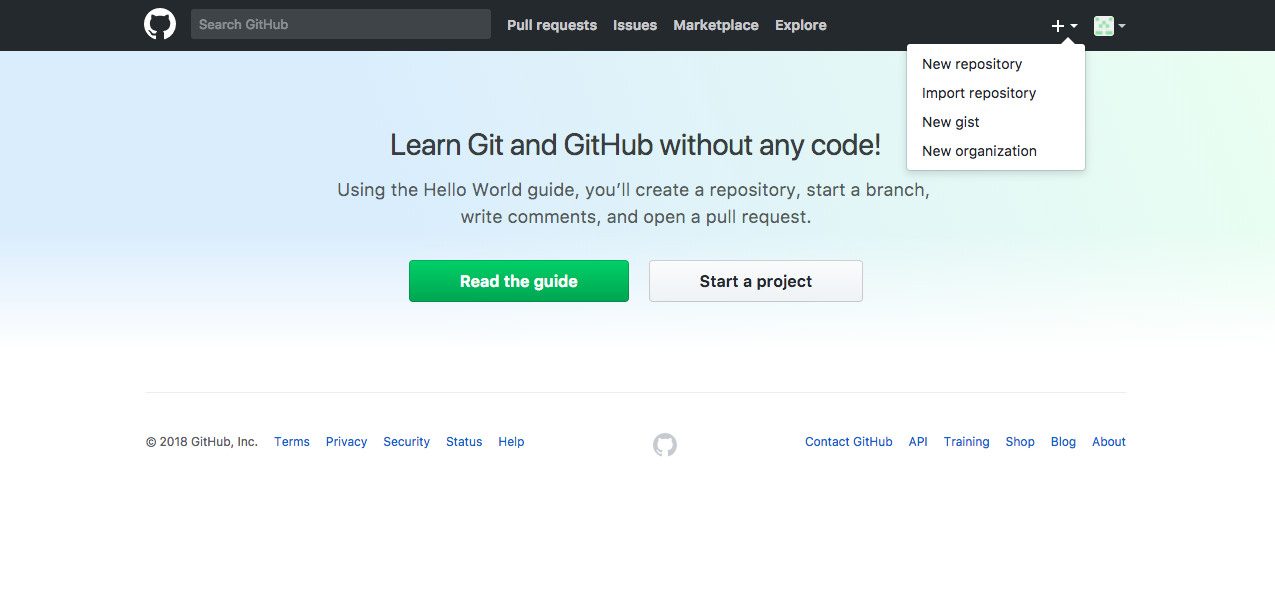 Search GitHub
Pull requests
Issues
Marketplace
Explore
New repository
Import repository
New gist
New organization
Learn Git and GitHub without any code!
Using the Hello World guide, you’ll create a repository, start a branch,
write comments, and open a pull request.
Read the guide
Start a project
© 2018 GitHub, Inc.
Terms
Privacy
Security
Status
Help
Contact GitHub
API
Training
Shop
Blog
About